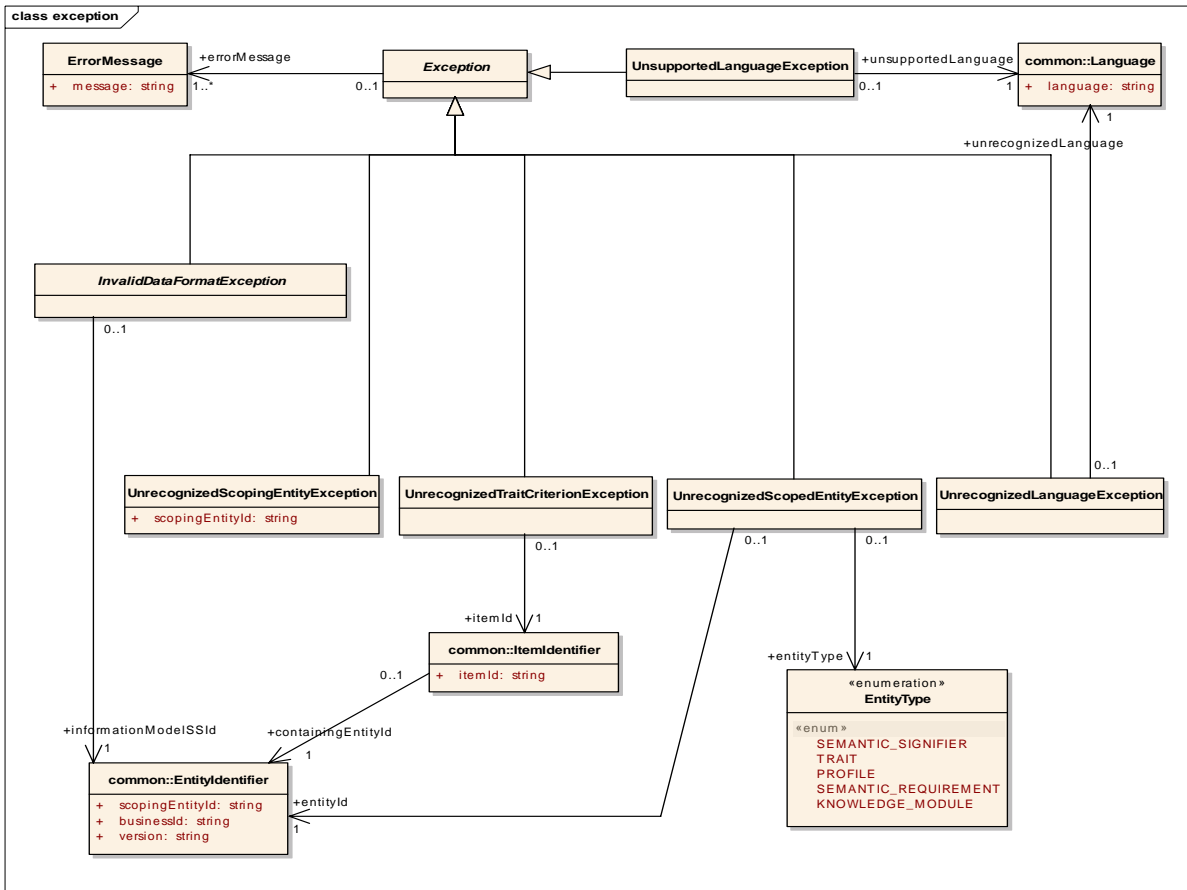 class exception
ErrorMessage
+ message: string
+errorMessage
1..*
0..1
Exception
UnsupportedLanguageException
+unsupportedLanguage
0..1
1
common::Language
+ language: string
1
+unrecognizedLanguage
InvalidDataFormatException
0..1
UnrecognizedScopingEntityException
+ scopingEntityId: string
UnrecognizedTraitCriterionException
0..1
UnrecognizedScopedEntityException
0..1
0..1
0..1
UnrecognizedLanguageException
+itemId
1
common::ItemIdentifier
+ itemId: string
0..1
+containingEntityId
1
+informationModelSSId
1
common::EntityIdentifier
+ scopingEntityId: string
+ businessId: string
+ version: string
+entityId
1
+entityType
1
«enumeration»
EntityType
«enum»
SEMANTIC_SIGNIFIER
TRAIT
PROFILE
SEMANTIC_REQUIREMENT
KNOWLEDGE_MODULE